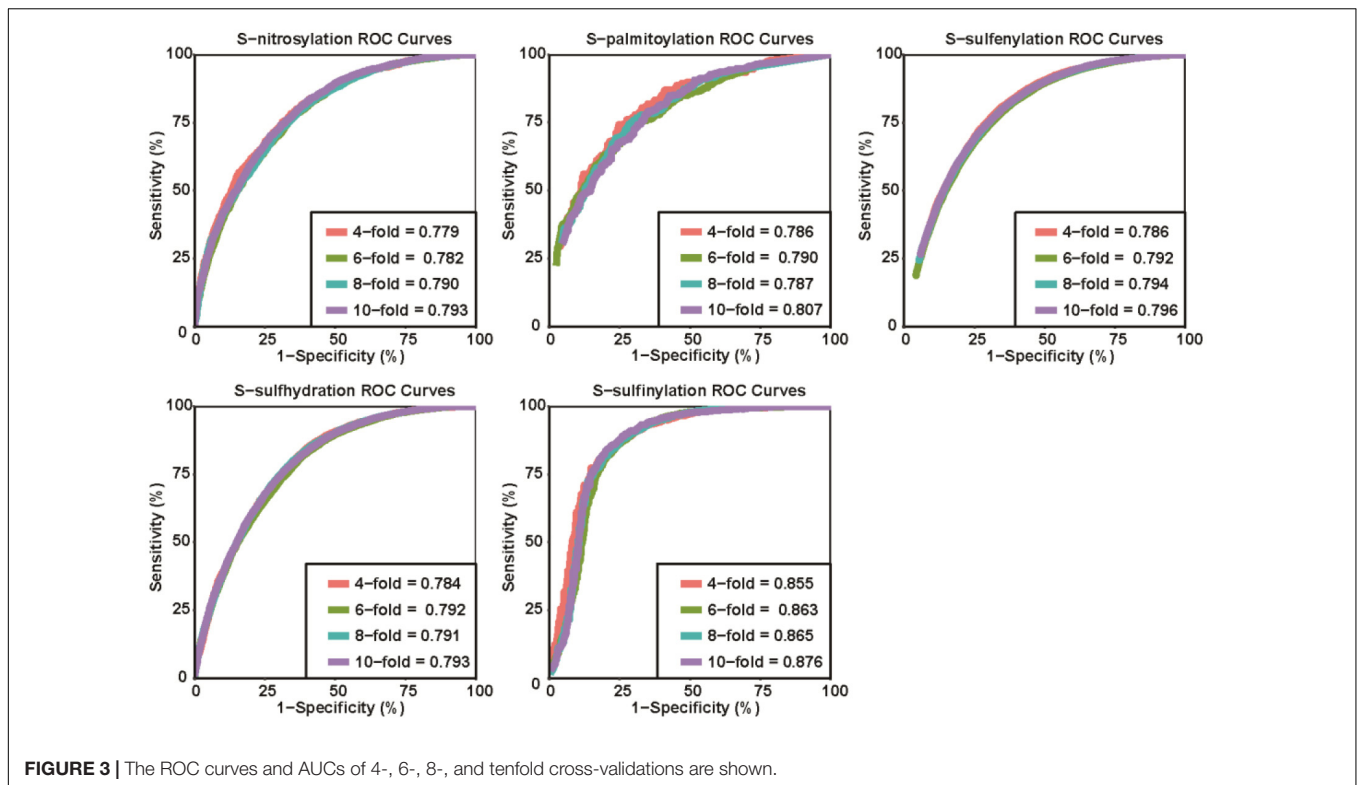 S-nitrosylation ROC Curves
100
75
50
25
0
Sensitivity (%)
4-fold = 0.779
6-fold = 0.782
8-fold = 0.790
10-fold = 0.793
0 25 50 75 100
1-Specificity (%)
S-palmitoylation ROC Curves
100
75
50
25
0
Sensitivity (%)
4-fold = 0.786
6-fold = 0.790
8-fold = 0.787
10-fold = 0.807
0 25 50 75 100
1-Specificity (%)
S-sulfenylation ROC Curves
100
75
50
25
0
Sensitivity (%)
4-fold = 0.786
6-fold = 0.792
8-fold = 0.794
10-fold = 0.796
0 25 50 75 100
1-Specificity (%)
S-sulfhydration ROC Curves
100
75
50
25
0
Sensitivity (%)
4-fold = 0.784
6-fold = 0.792
8-fold = 0.791
10-fold = 0.793
0 25 50 75 100
1-Specificity (%)
S-sulfinylation ROC Curves
100
75
50
25
0
Sensitivity (%)
4-fold = 0.855
6-fold = 0.863
8-fold = 0.865
10-fold = 0.876
0 25 50 75 100
1-Specificity (%)
FIGURE 3 | The ROC curves and AUCs of 4-, 6-, 8-, and tenfold cross-validations are shown.